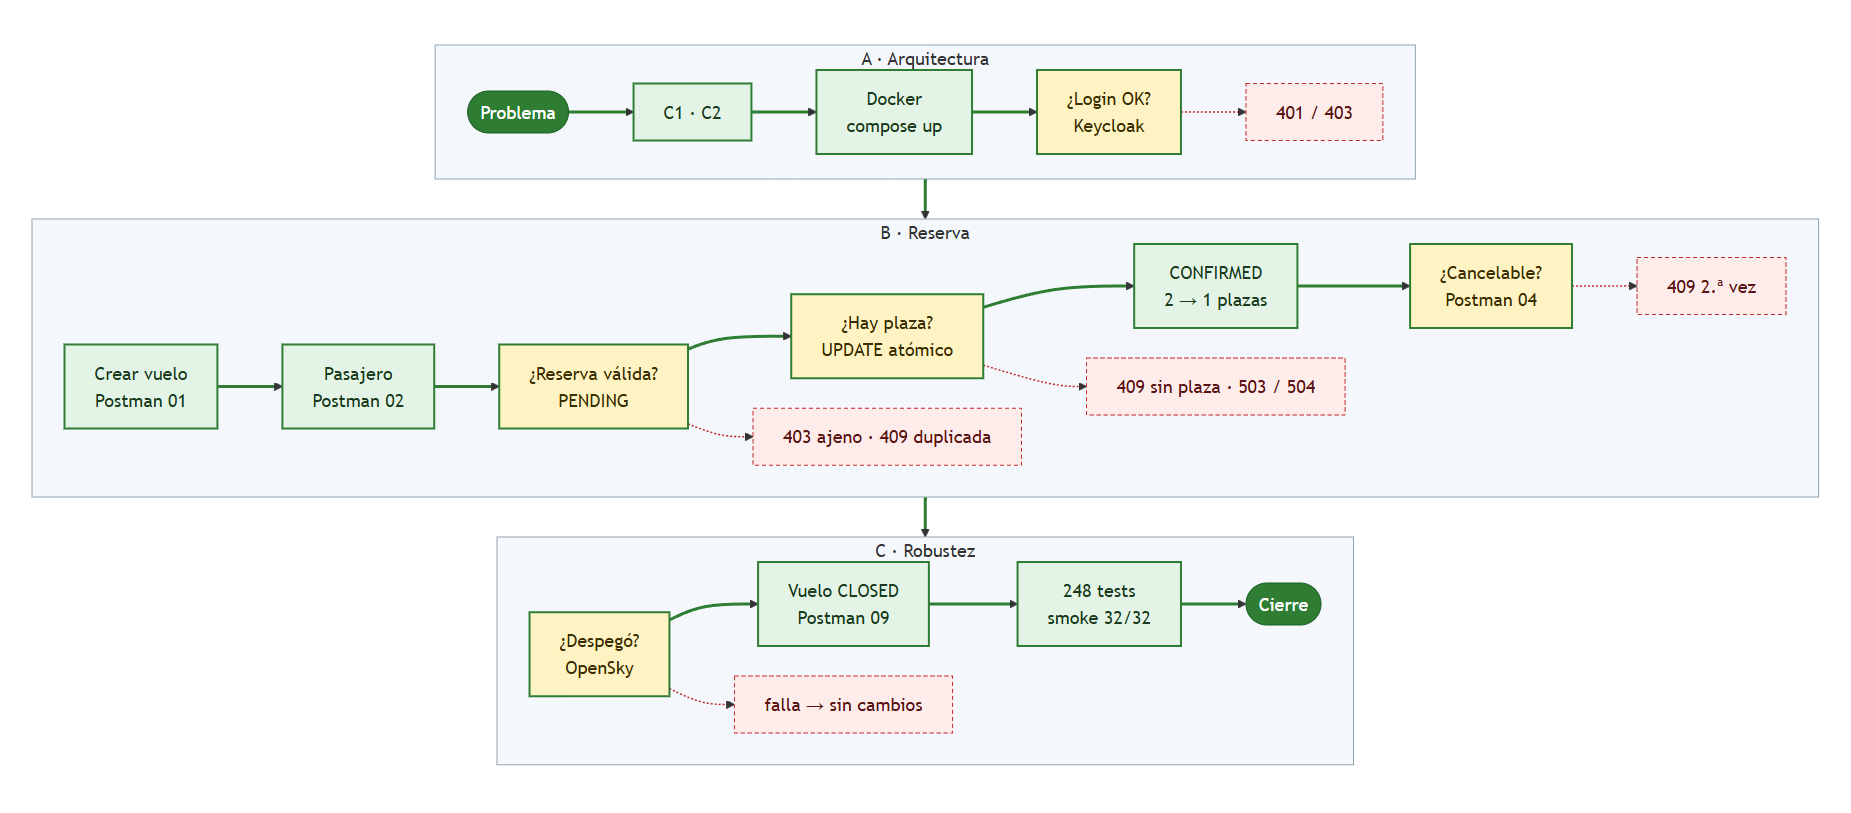 A · Arquitectura
Problema
C1 · C2
Docker
compose up
¿Login OK?
Keycloak
401 / 403
B · Reserva
Crear vuelo
Postman 01
Pasajero
Postman 02
¿Reserva válida?
PENDING
403 ajeno · 409 duplicada
¿Hay plaza?
UPDATE atómico
409 sin plaza · 503 / 504
CONFIRMED
2 → 1 plazas
¿Cancelable?
Postman 04
409 2.ª vez
C · Robustez
¿Despegó?
OpenSky
falla → sin cambios
Vuelo CLOSED
Postman 09
248 tests
smoke 32/32
Cierre